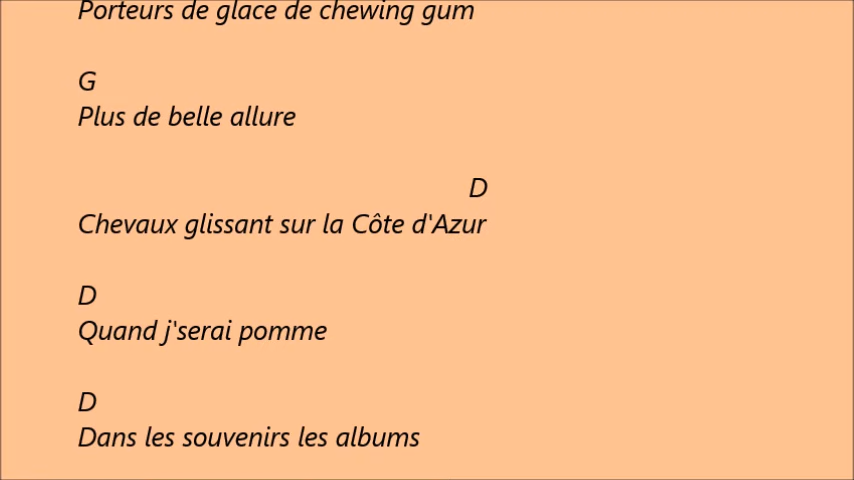 Porteurs de glace de chewing gum
G
Plus de belle allure
D
Chevaux glissant sur la Côte d'Azur
D
Quand j'serai pomme
D
Dans les souvenirs les albums